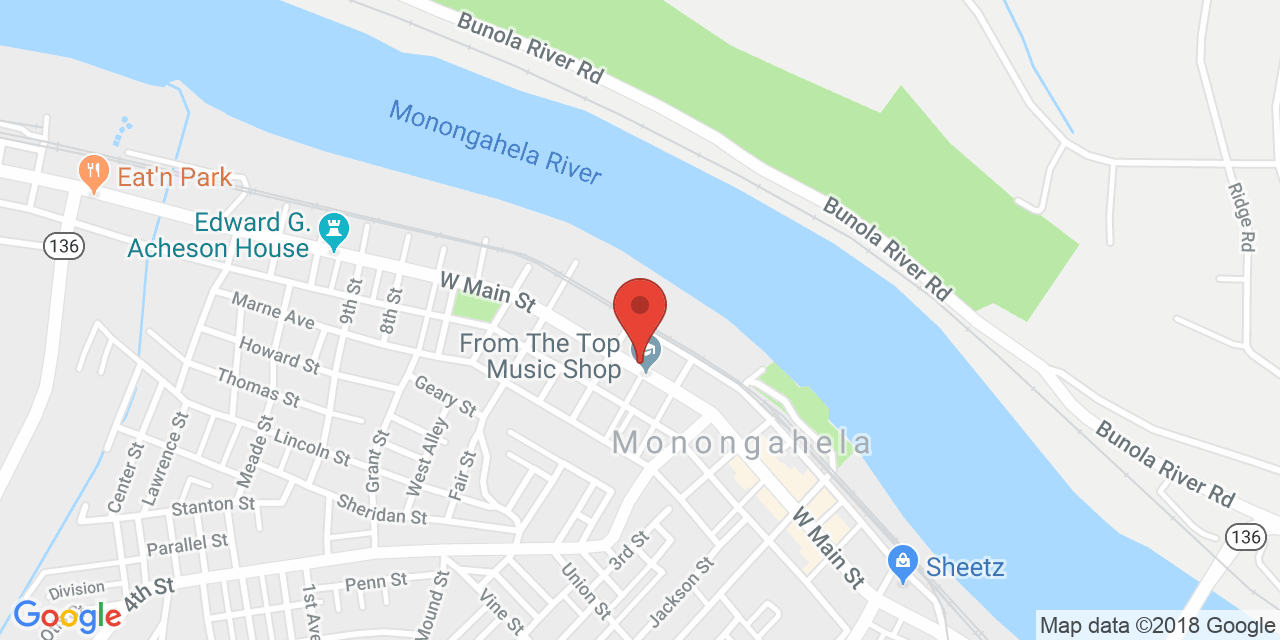 Bunola River Rd
Monongahela River
Eat'n Park
Edward G.
Acheson House
136
Bunola River Rd
Ridge Rd
W Main St
9th St
8th St
Marne Ave
Howard St
Thomas St
Geary St
From The Top
Music Shop
Monongahela
Lincoln St
West Alley
Grant St
Fair St
Meade St
Lawrence St
Center St
Stanton St
Sheridan St
Parallel St
Bunola River Rd
136
W Main St
Sheetz
3rd St
Union St
Jackson St
Penn St
Vine St
Mound St
1st Ave
Division
4th St
Google
Map data ©2018 Google